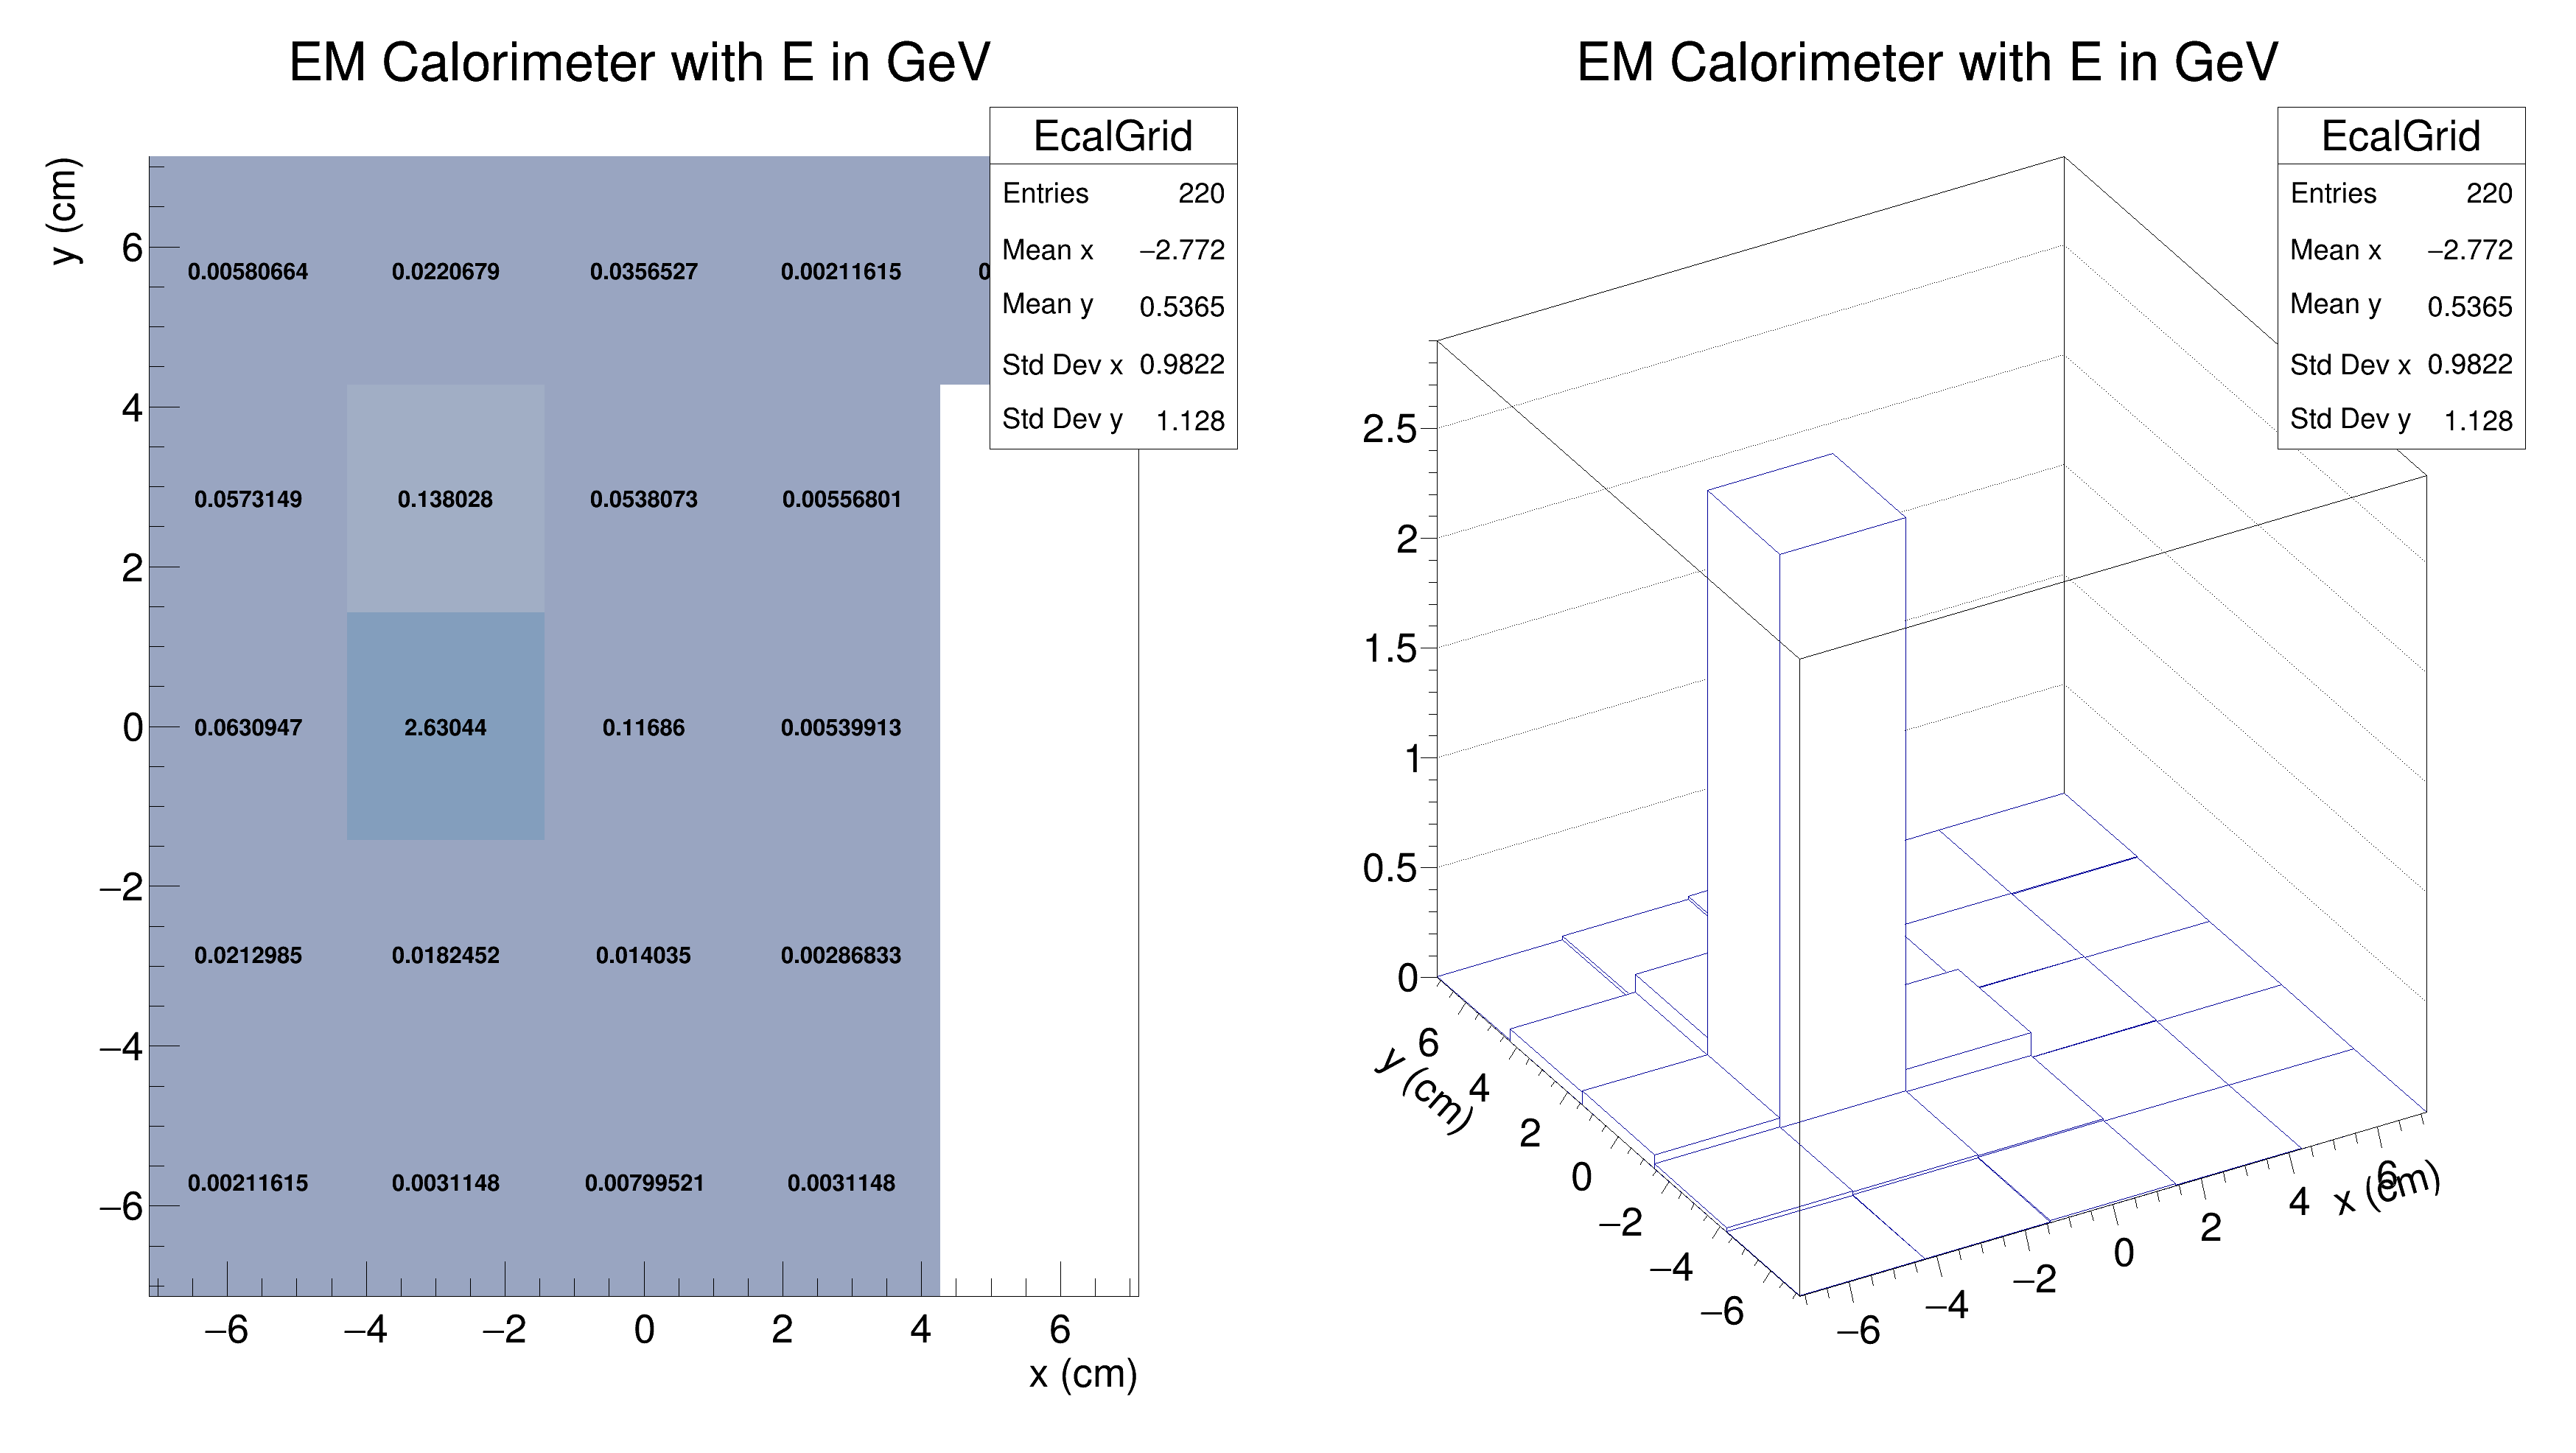 EM Calorimeter with E in GeV
EcalGrid
Entries 220
Mean x −2.772
Mean y 0.5365
Std Dev x 0.9822
Std Dev y 1.128
y (cm)
6
4
2
0
−2
−4
−6
0.00580664 0.0220679 0.0356527 0.00211615
0.0573149 0.138028 0.0538073 0.00556801
0.0630947 2.63044 0.11686 0.00539913
0.0212985 0.0182452 0.014035 0.00286833
0.00211615 0.0031148 0.00799521 0.0031148
−6 −4 −2 0 2 4 6
x (cm)
EM Calorimeter with E in GeV
EcalGrid
Entries 220
Mean x −2.772
Mean y 0.5365
Std Dev x 0.9822
Std Dev y 1.128
2.5
2
1.5
1
0.5
0
6
4
2
0
−2
−4
−6
y (cm)
−6 −4 −2 0 2 4 6
x (cm)